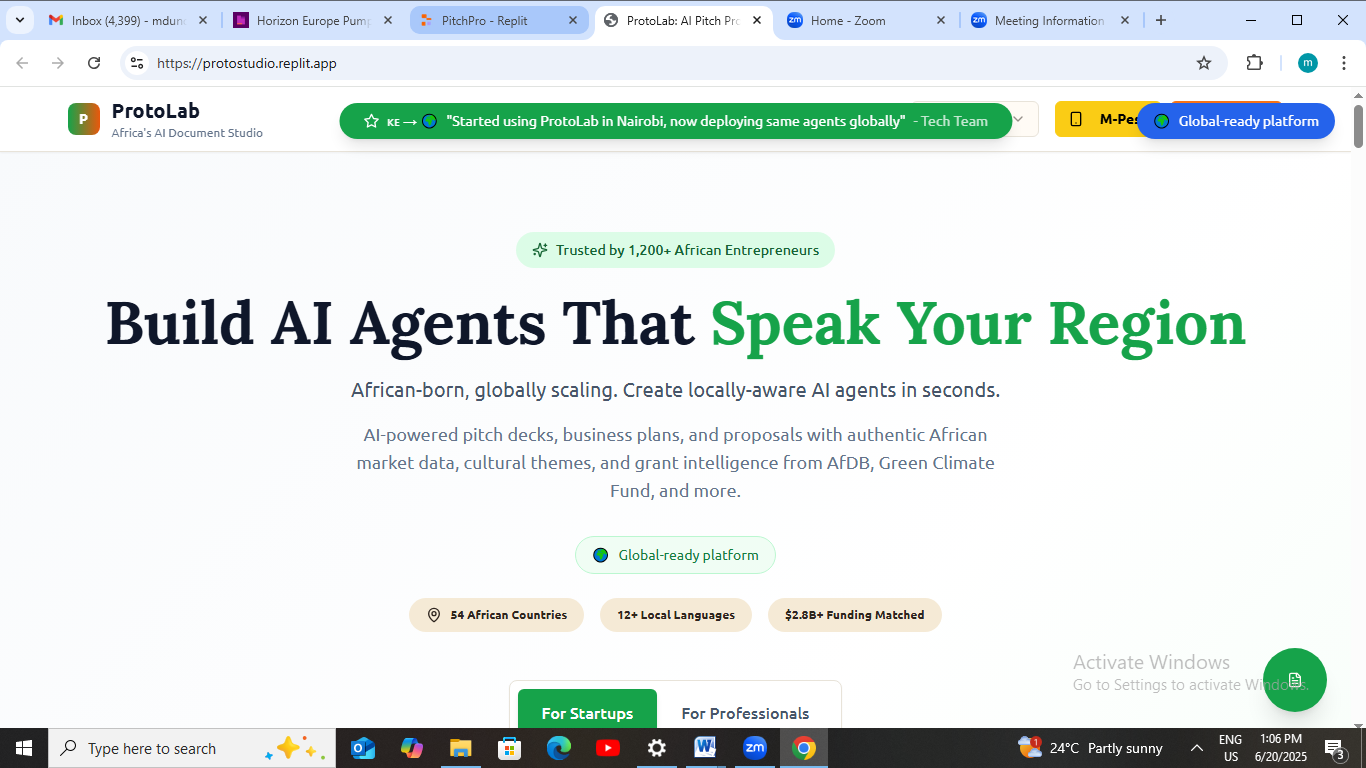 Inbox (4,399) - mdun
Horizon Europe Pump
PitchPro - Replit
ProtoLab: AI Pitch Pro
zm Home - Zoom
zm Meeting Information
https://protostudio.replit.app
m
P
ProtoLab
Africa's AI Document Studio
KE → "Started using ProtoLab in Nairobi, now deploying same agents globally" - Tech Team
M-Pes
Global-ready platform
Trusted by 1,200+ African Entrepreneurs
Build AI Agents That Speak Your Region
African-born, globally scaling. Create locally-aware AI agents in seconds.
AI-powered pitch decks, business plans, and proposals with authentic African
market data, cultural themes, and grant intelligence from AfDB, Green Climate
Fund, and more.
Global-ready platform
54 African Countries
12+ Local Languages
$2.8B+ Funding Matched
Activate Windows
Go to Settings to activate Windows.
For Startups
For Professionals
Type here to search
W
zm
1
24°C Partly sunny
ENG
US
1:06 PM
6/20/2025
3